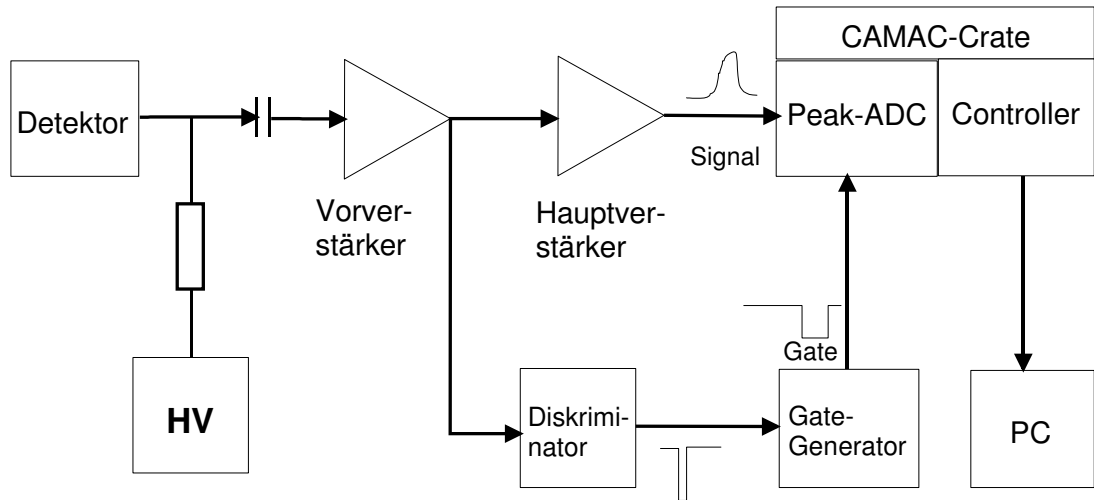 CAMAC-Crate
Detektor
Peak-ADC
Controller
Signal
Vorver-
stärker
Hauptver-
stärker
Gate
HV
Diskrimi-
nator
Gate-
Generator
PC